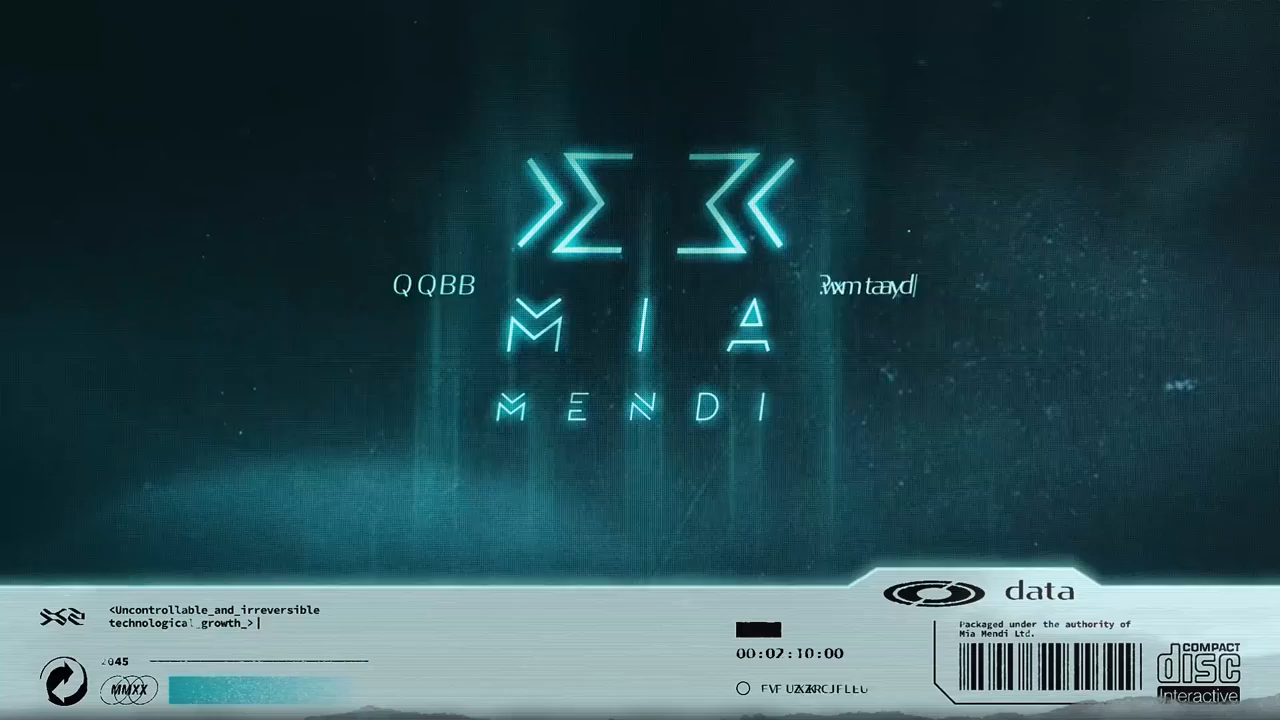 QQBB
MIA
MENDI
data
<Uncontrollable_and_irreversible
technological_growth_>|
Packaged under the authority of
Mia Mendi Ltd.
00:02:10:00
2045
MMXX
COMPACT
disc
Interactive